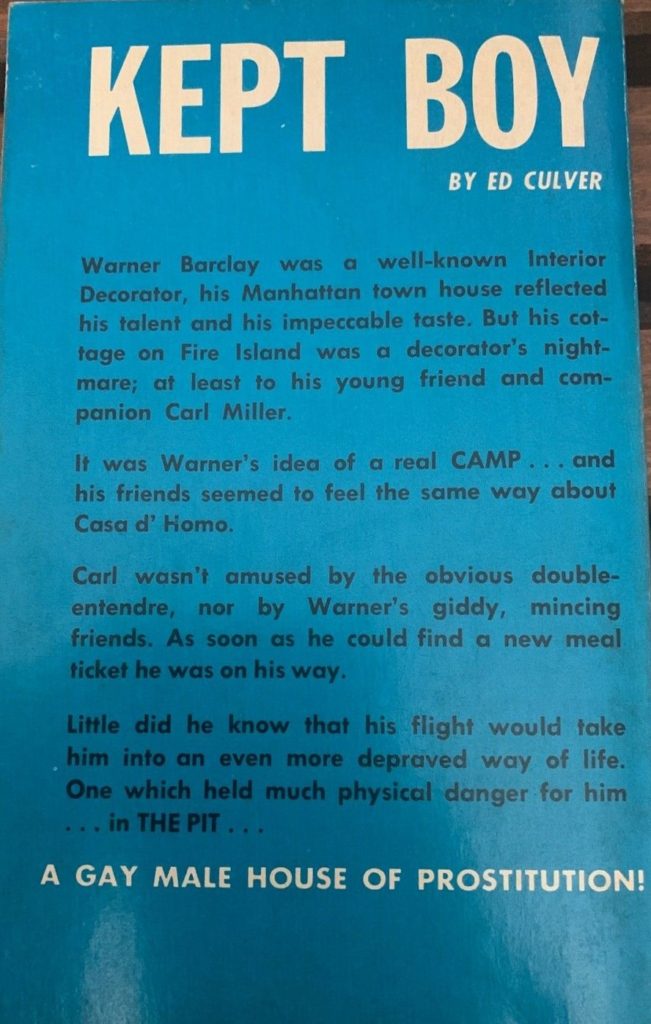 KEPT BOY
BY ED CULVER
Warner Barclay was a well-known Interior
Decorator, his Manhattan town house reflected
his talent and his impeccable taste. But his cot-
tage on Fire Island was a decorator's night-
mare; at least to his young friend and com-
panion Carl Miller.
It was Warner's idea of a real CAMP . . . and
his friends seemed to feel the same way about
Casa d' Homo.
Carl wasn't amused by the obvious double-
entendre, nor by Warner's giddy, mincing
friends. As soon as he could find a new meal
ticket he was on his way.
Little did he know that his flight would take
him into an even more depraved way of life.
One which held much physical danger for him
. . . in THE PIT . . .
A GAY MALE HOUSE OF PROSTITUTION!